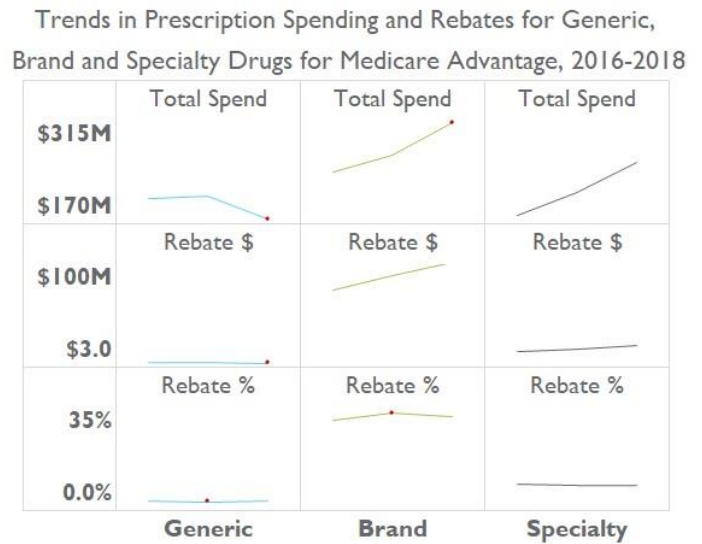 Trends in Prescription Spending and Rebates for Generic,
Brand and Specialty Drugs for Medicare Advantage, 2016-2018
Total Spend Total Spend Total Spend
$315M
$170M
Rebate $ Rebate $ Rebate $
$100M
$3.0
Rebate % Rebate % Rebate %
35%
0.0%
Generic Brand Specialty